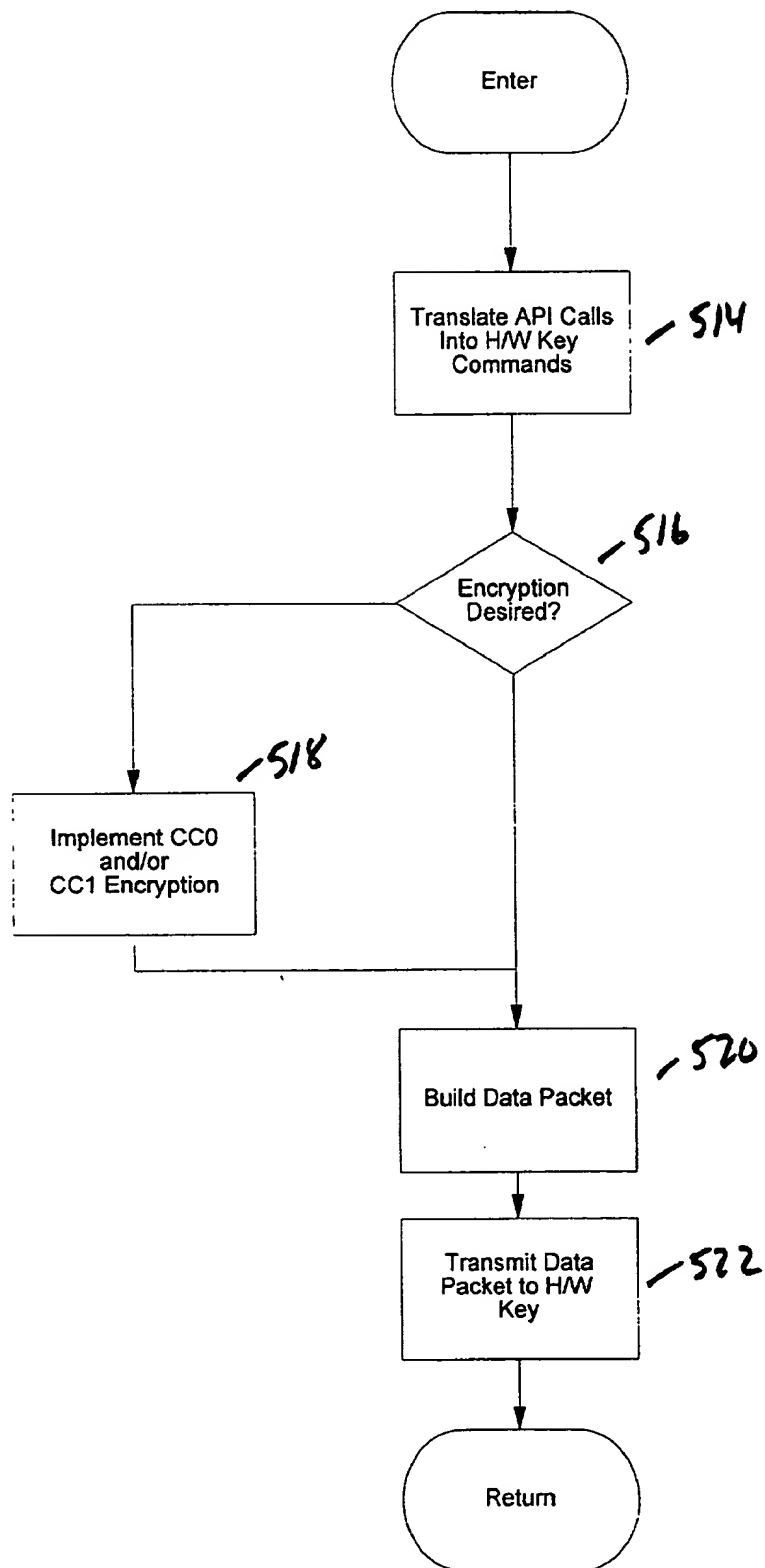 Enter
Translate API Calls
Into H/W Key
Commands
514
516
Encryption
Desired?
518
Implement CC0
and/or
CC1 Encryption
520
Build Data Packet
522
Transmit Data
Packet to H/W
Key
Return